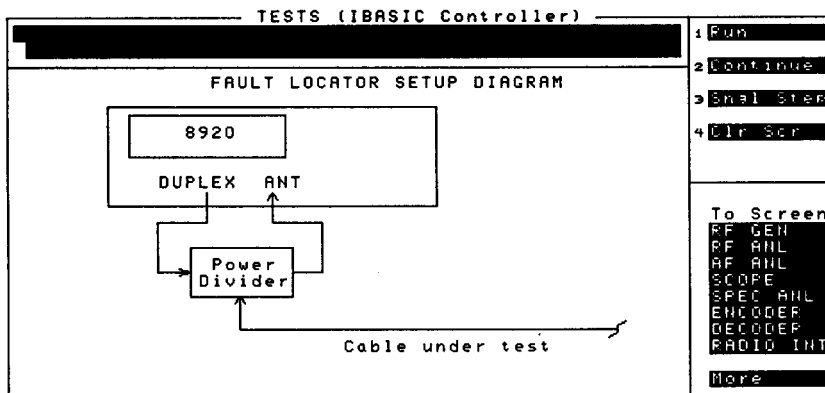 TESTS (IBASIC Controller)
FAULT LOCATOR SETUP DIAGRAM
8920
DUPLEX ANT
Power
Divider
Cable under test
1 Run
2 Continue
3 Sngl Step
4 Clr Scr
To Screen
RF GEN
RF ANL
AF ANL
SCOPE
SPEC ANL
ENCODER
DECODER
RADIO INT
More